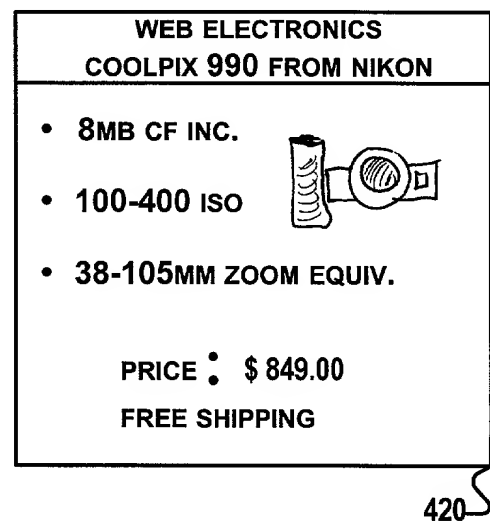 WEB ELECTRONICS
COOLPIX 990 FROM NIKON
• 8MB CF INC.
• 100-400 ISO
• 38-105MM ZOOM EQUIV.
PRICE: $849.00
FREE SHIPPING
420